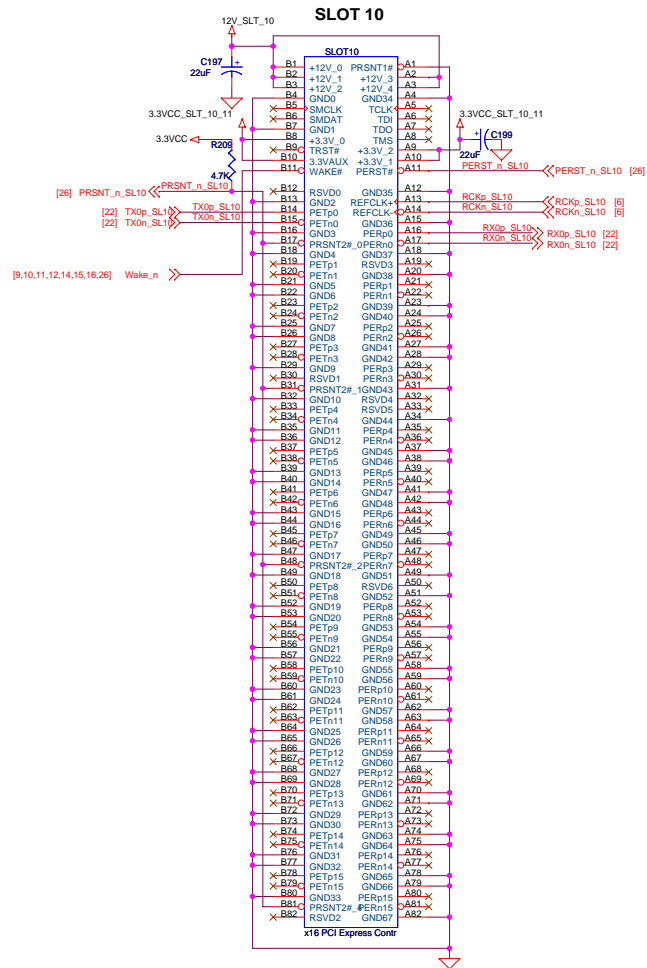 SLOT 10
12V_SLT_10
SLOT10
C197
22uF
B1 +12V_0 PRSNT1# A1
B2 +12V_1 +12V_3 A2
B3 +12V_2 +12V_4 A3
B4 GND0 GND34 A4
B5 SMCLK TCLK A5
B6 SMDAT TDI A6
3.3VCC_SLT_10_11 3.3VCC_SLT_10_11
B7 GND1 TDO A7
B8 +3.3V_0 TMS A8
3.3VCC R209 C199
22uF
B9 TRST# +3.3V_2 A9
B10 3.3VAUX +3.3V_1 A10
B11 WAKE# PERST# A11 PERST_n_SL10 PERST_n_SL10 [26]
4.7K
[26] PRSNT_n_SL10 PRSNT_n_SL10
B12 RSVD0 GND35 A12
B13 GND2 REFCLK+ A13 RCKp_SL10 RCKp_SL10 [6]
[22] TX0p_SL10 TX0p_SL10 B14 PETp0 REFCLK- A14 RCKn_SL10 RCKn_SL10 [6]
[22] TX0n_SL10 TX0n_SL10 B15 PETn0 GND36 A15
B16 GND3 PERp0 A16 RX0p_SL10 RX0p_SL10 [22]
B17 PRSNT2#_0 PERn0 A17 RX0n_SL10 RX0n_SL10 [22]
B18 GND4 GND37 A18
B19 PETp1 RSVD3 A19
[9,10,11,12,14,15,16,26] Wake_n
B20 PETn1 GND38 A20
B21 GND5 PERp1 A21
B22 GND6 PERn1 A22
B23 PETp2 GND39 A23
B24 PETn2 GND40 A24
B25 GND7 PERp2 A25
B26 GND8 PERn2 A26
B27 PETp3 GND41 A27
B28 PETn3 GND42 A28
B29 GND9 PERp3 A29
B30 RSVD1 PERn3 A30
B31 PRSNT2#_1 GND43 A31
B32 GND10 RSVD4 A32
B33 PETp4 RSVD5 A33
B34 PETn4 GND44 A34
B35 GND11 PERp4 A35
B36 GND12 PERn4 A36
B37 PETp5 GND45 A37
B38 PETn5 GND46 A38
B39 GND13 PERp5 A39
B40 GND14 PERn5 A40
B41 PETp6 GND47 A41
B42 PETn6 GND48 A42
B43 GND15 PERp6 A43
B44 GND16 PERn6 A44
B45 PETp7 GND49 A45
B46 PETn7 GND50 A46
B47 GND17 PERp7 A47
B48 PRSNT2#_2 PERn7 A48
B49 GND18 GND51 A49
B50 PETp8 RSVD6 A50
B51 PETn8 GND52 A51
B52 GND19 PERp8 A52
B53 GND20 PERn8 A53
B54 PETp9 GND53 A54
B55 PETn9 GND54 A55
B56 GND21 PERp9 A56
B57 GND22 PERn9 A57
B58 PETp10 GND55 A58
B59 PETn10 GND56 A59
B60 GND23 PERp10 A60
B61 GND24 PERn10 A61
B62 PETp11 GND57 A62
B63 PETn11 GND58 A63
B64 GND25 PERp11 A64
B65 GND26 PERn11 A65
B66 PETp12 GND59 A66
B67 PETn12 GND60 A67
B68 GND27 PERp12 A68
B69 GND28 PERn12 A69
B70 PETp13 GND61 A70
B71 PETn13 GND62 A71
B72 GND29 PERp13 A72
B73 GND30 PERn13 A73
B74 PETp14 GND63 A74
B75 PETn14 GND64 A75
B76 GND31 PERp14 A76
B77 GND32 PERn14 A77
B78 PETp15 GND65 A78
B79 PETn15 GND66 A79
B80 GND33 PERp15 A80
B81 PRSNT2#_4 PERn15 A81
B82 RSVD2 GND67 A82
x16 PCI Express Contr